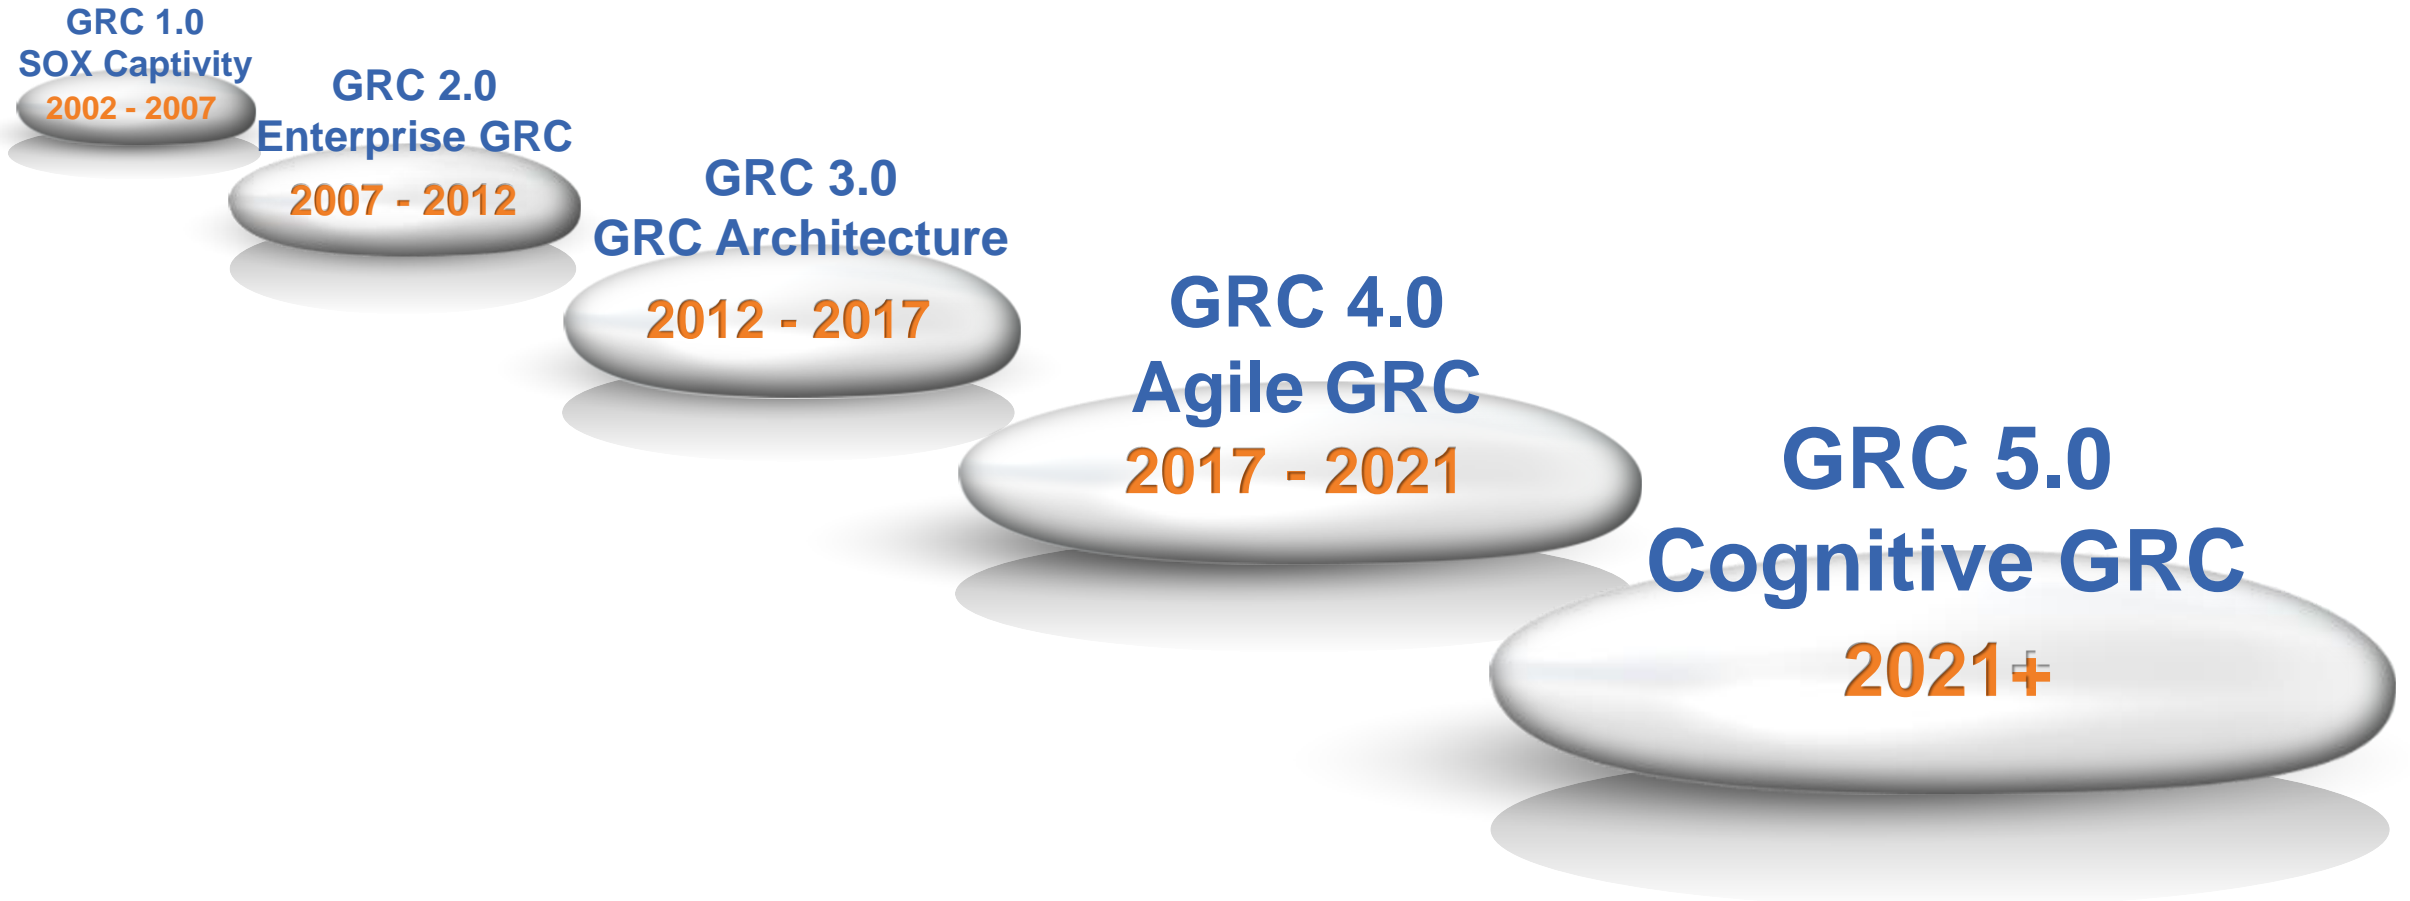 GRC 1.0
SOX Captivity
2002 - 2007
GRC 2.0
Enterprise GRC
2007 - 2012
GRC 3.0
GRC Architecture
2012 - 2017
GRC 4.0
Agile GRC
2017 - 2021
GRC 5.0
Cognitive GRC
2021+